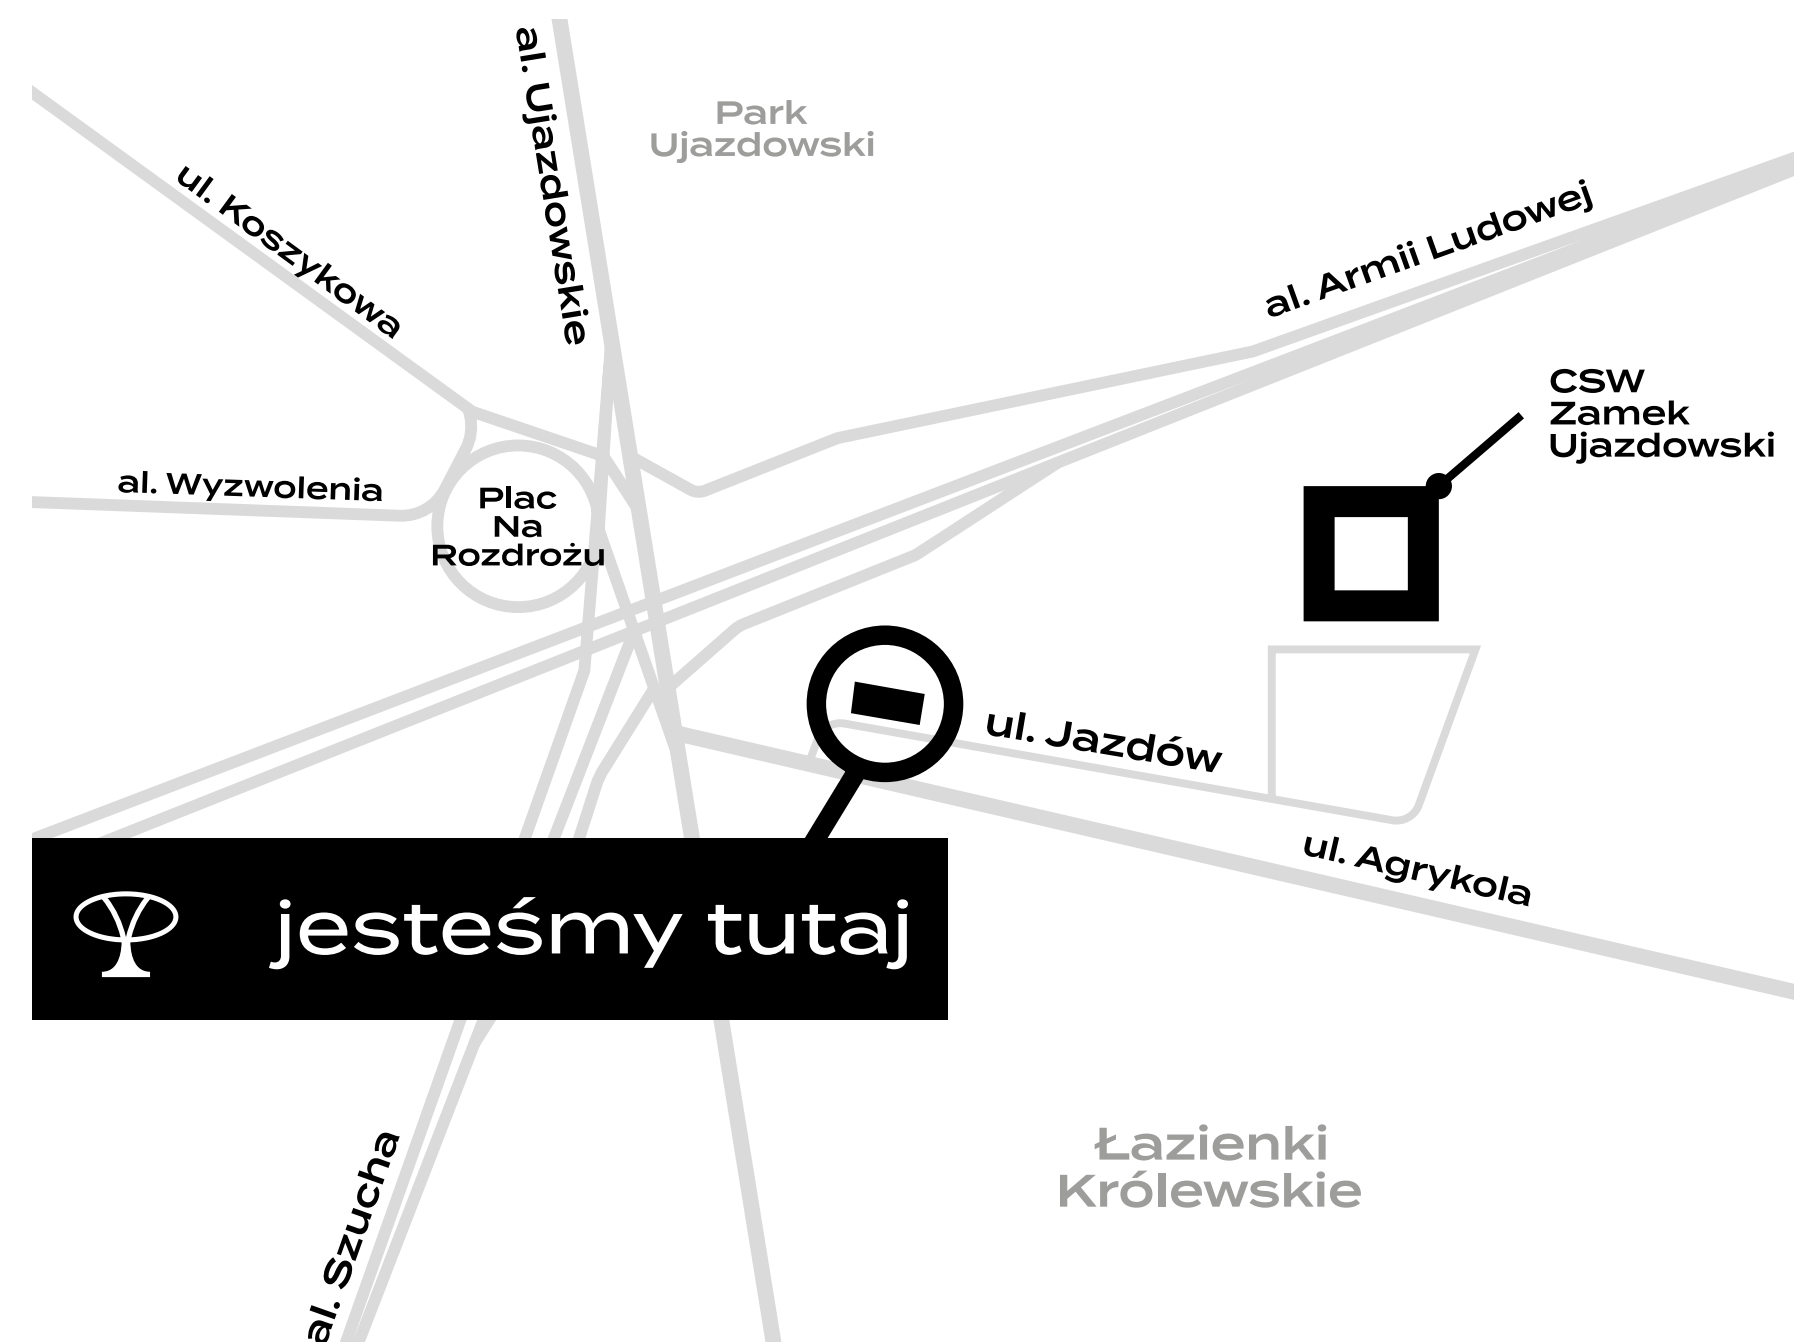 al. Ujazdowskie
Park
Ujazdowski
ul. Koszykowa
al. Armii Ludowej
CSW
Zamek
Ujazdowski
al. Wyzwolenia
Plac
Na
Rozdrożu
ul. Jazdów
ul. Agrykola
jesteśmy tutaj
Łazienki
Królewskie
al. Szucha